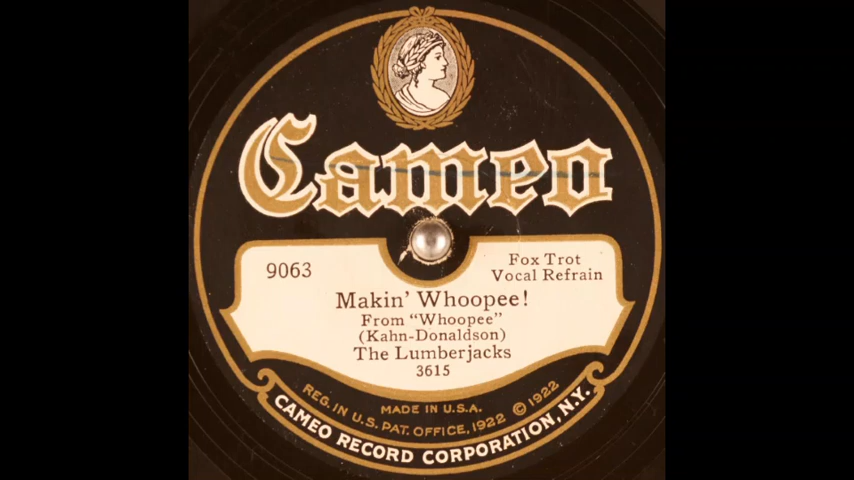 Cameo
9063
Fox Trot
Vocal Refrain
Makin' Whoopee!
From "Whoopee"
(Kahn-Donaldson)
The Lumberjacks
3615
MADE IN U.S.A.
REG. IN U.S. PAT. OFFICE, 1922 © 1922
CAMEO RECORD CORPORATION, N.Y.